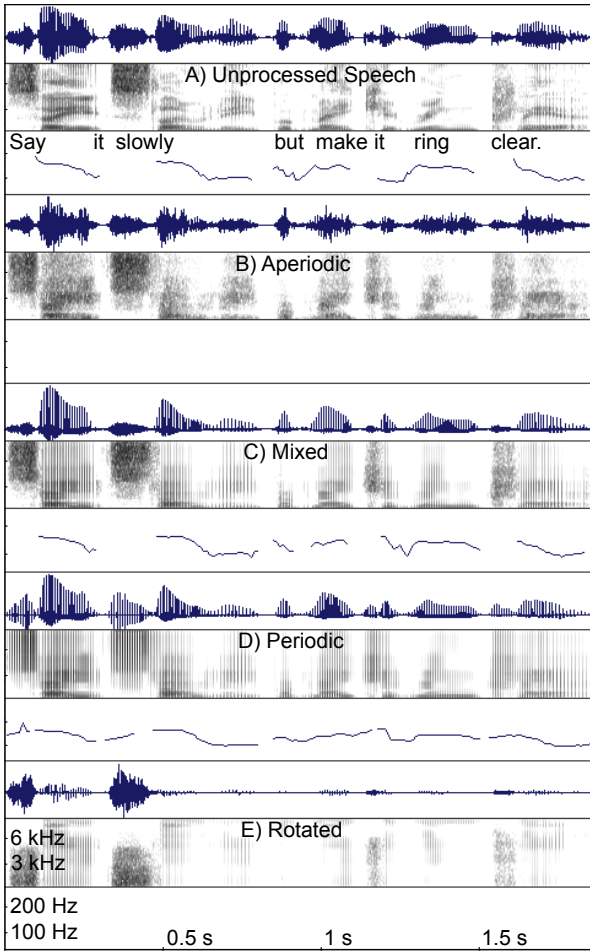 A) Unprocessed Speech
Say it slowly but make it ring clear.
B) Aperiodic
C) Mixed
D) Periodic
E) Rotated
6 kHz
3 kHz
200 Hz
100 Hz
0.5 s 1 s 1.5 s